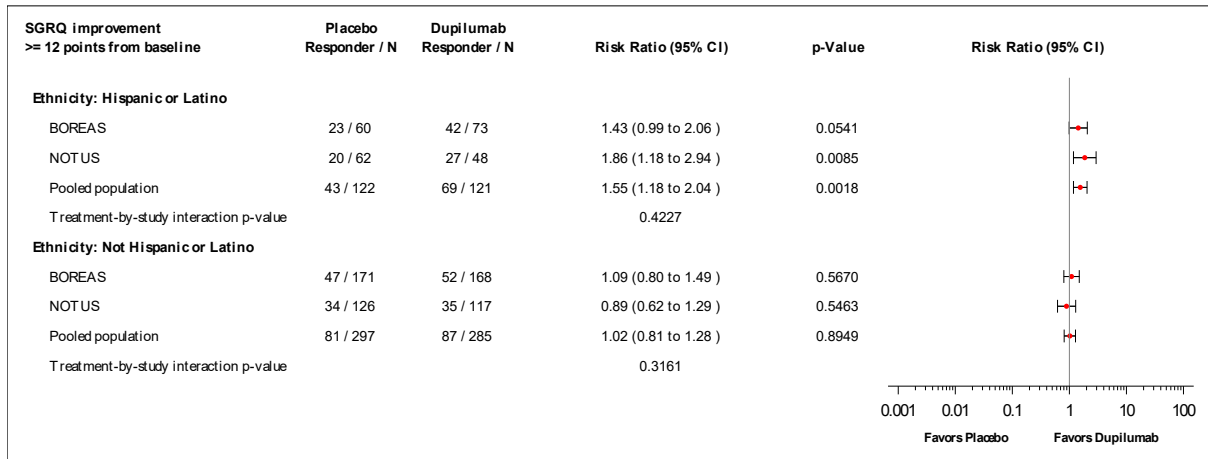 SGRQ improvement Placebo Dupilumab
>= 12 points from baseline Responder / N Responder / N Risk Ratio (95% CI) p-Value Risk Ratio (95% CI)
Ethnicity: Hispanic or Latino
BOREAS 23 / 60 42 / 73 1.43 (0.99 to 2.06 ) 0.0541
NOTUS 20 / 62 27 / 48 1.86 (1.18 to 2.94 ) 0.0085
Pooled population 43 / 122 69 / 121 1.55 (1.18 to 2.04 ) 0.0018
Treatment-by-study interaction p-value 0.4227
Ethnicity: Not Hispanic or Latino
BOREAS 47 / 171 52 / 168 1.09 (0.80 to 1.49 ) 0.5670
NOTUS 34 / 126 35 / 117 0.89 (0.62 to 1.29 ) 0.5463
Pooled population 81 / 297 87 / 285 1.02 (0.81 to 1.28 ) 0.8949
Treatment-by-study interaction p-value 0.3161
0.001 0.01 0.1 1 10 100
Favors Placebo Favors Dupilumab